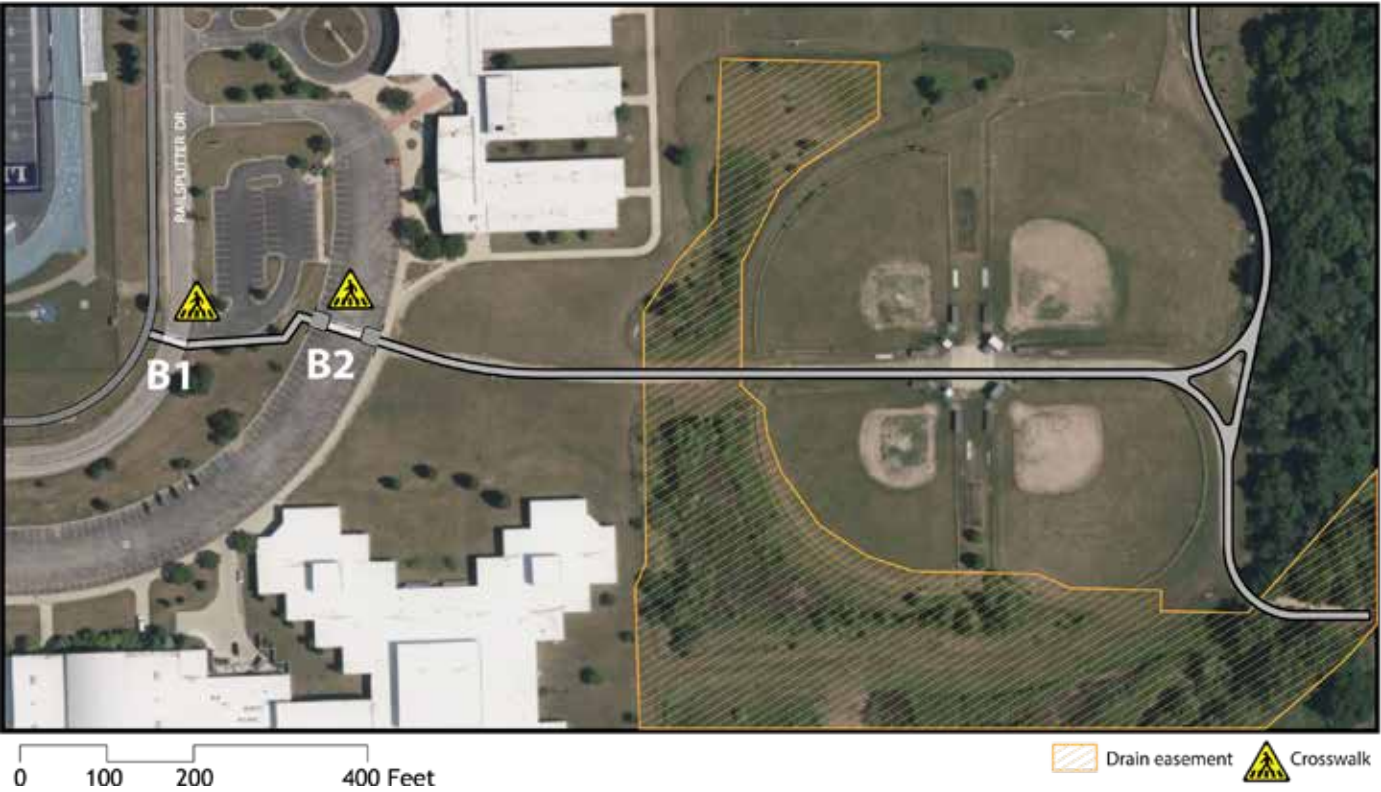 RAILSPLITTER DR
B1
B2
0 100 200 400 Feet
Drain easement
Crosswalk